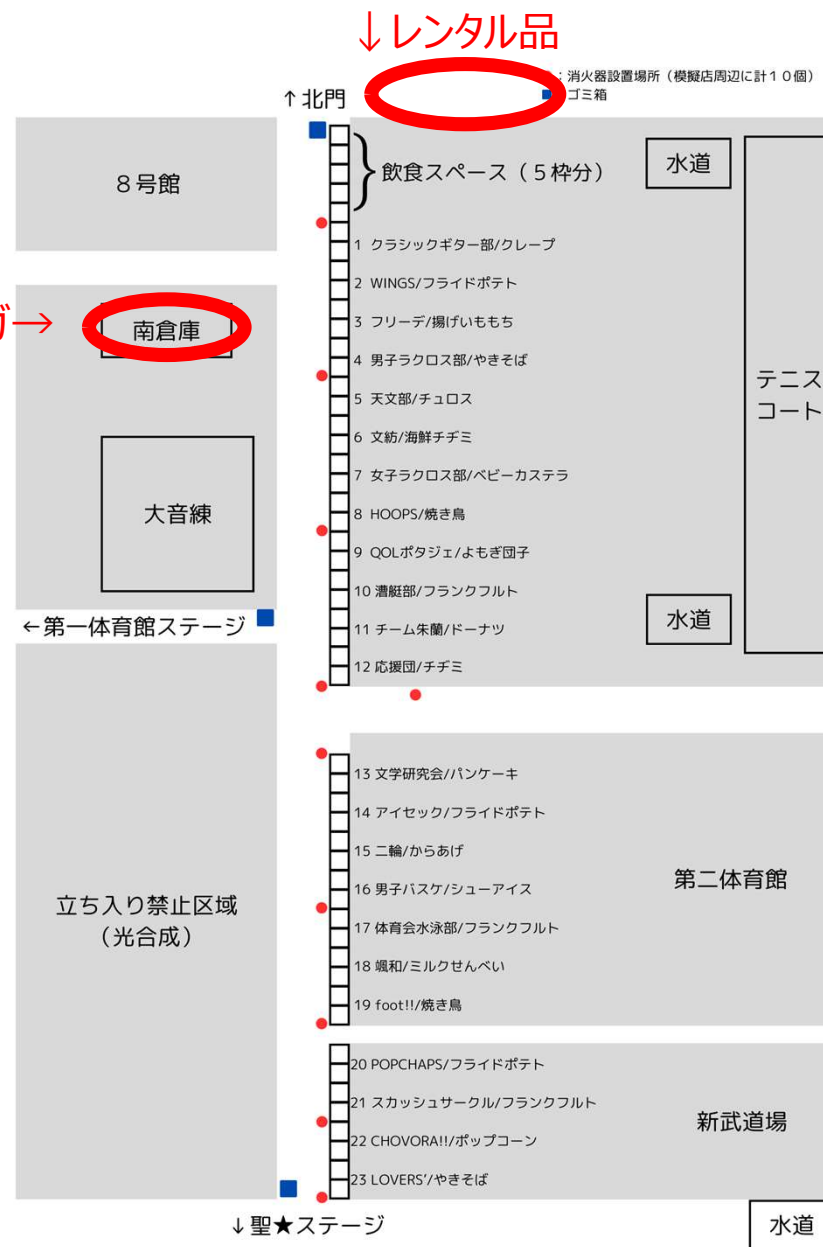 ↓レンタル品
：消火器設置場所（模擬店周辺に計１０個）
ゴミ箱
↑北門
8号館
飲食スペース（５枠分）
水道
1 クラシックギター部/クレープ
2 WINGS/フライドポテト
南倉庫
3 フリーデ/揚げいももち
4 男子ラクロス部/やきそば
テニス
コート
5 天文部/チュロス
6 文紡/海鮮チヂミ
7 女子ラクロス部/ベビーカステラ
大音練
8 HOOPS/焼き鳥
9 QOLポタジェ/よもぎ団子
10 漕艇部/フランクフルト
←第一体育館ステージ
11 チーム朱蘭/ドーナツ
水道
12 応援団/チヂミ
13 文学研究会/パンケーキ
14 アイセック/フライドポテト
15 二輪/からあげ
第二体育館
16 男子バスケ/シューアイス
立ち入り禁止区域
（光合成）
17 体育会水泳部/フランクフルト
18 颯和/ミルクせんべい
19 foot!!/焼き鳥
20 POPCHAPS/フライドポテト
21 スカッシュサークル/フランクフルト
新武道場
22 CHOVORA!!/ポップコーン
23 LOVERS’/やきそば
↓聖★ステージ
水道